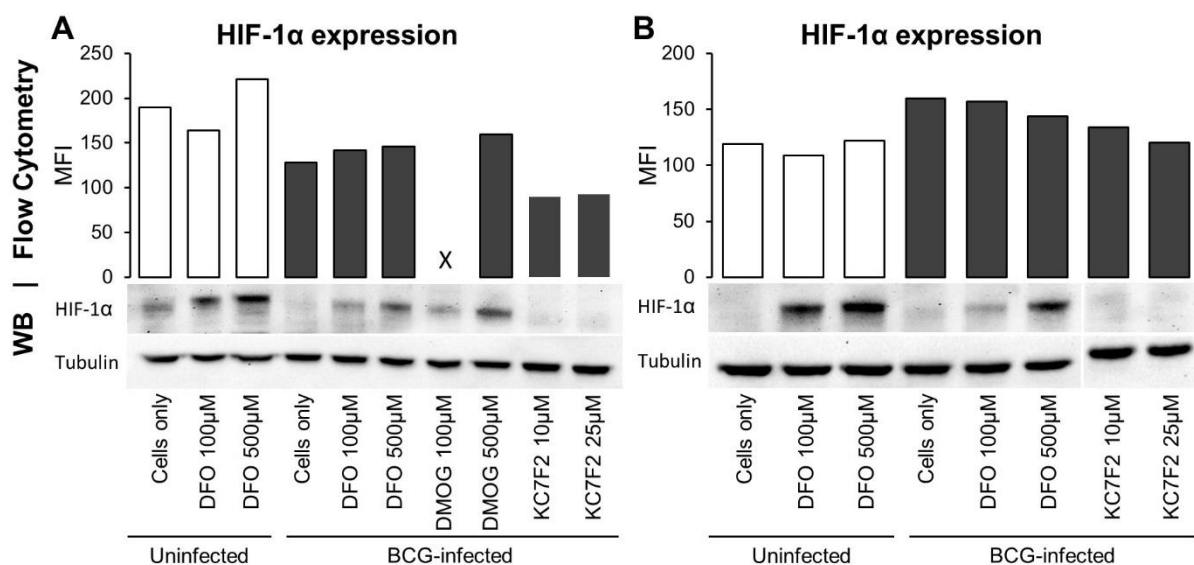 A HIF-1α expression
250
200
150
100
50
0
MFI
X
Flow Cytometry
WB |
HIF-1α
Tubulin
Cells only
DFO 100µM
DFO 500µM
Cells only
DFO 100µM
DFO 500µM
DMOG 100µM
DMOG 500µM
KC7F2 10µM
KC7F2 25µM
Uninfected
BCG-infected
B HIF-1α expression
200
150
100
50
0
MFI
HIF-1α
Tubulin
Cells only
DFO 100µM
DFO 500µM
Cells only
DFO 100µM
DFO 500µM
KC7F2 10µM
KC7F2 25µM
Uninfected
BCG-infected